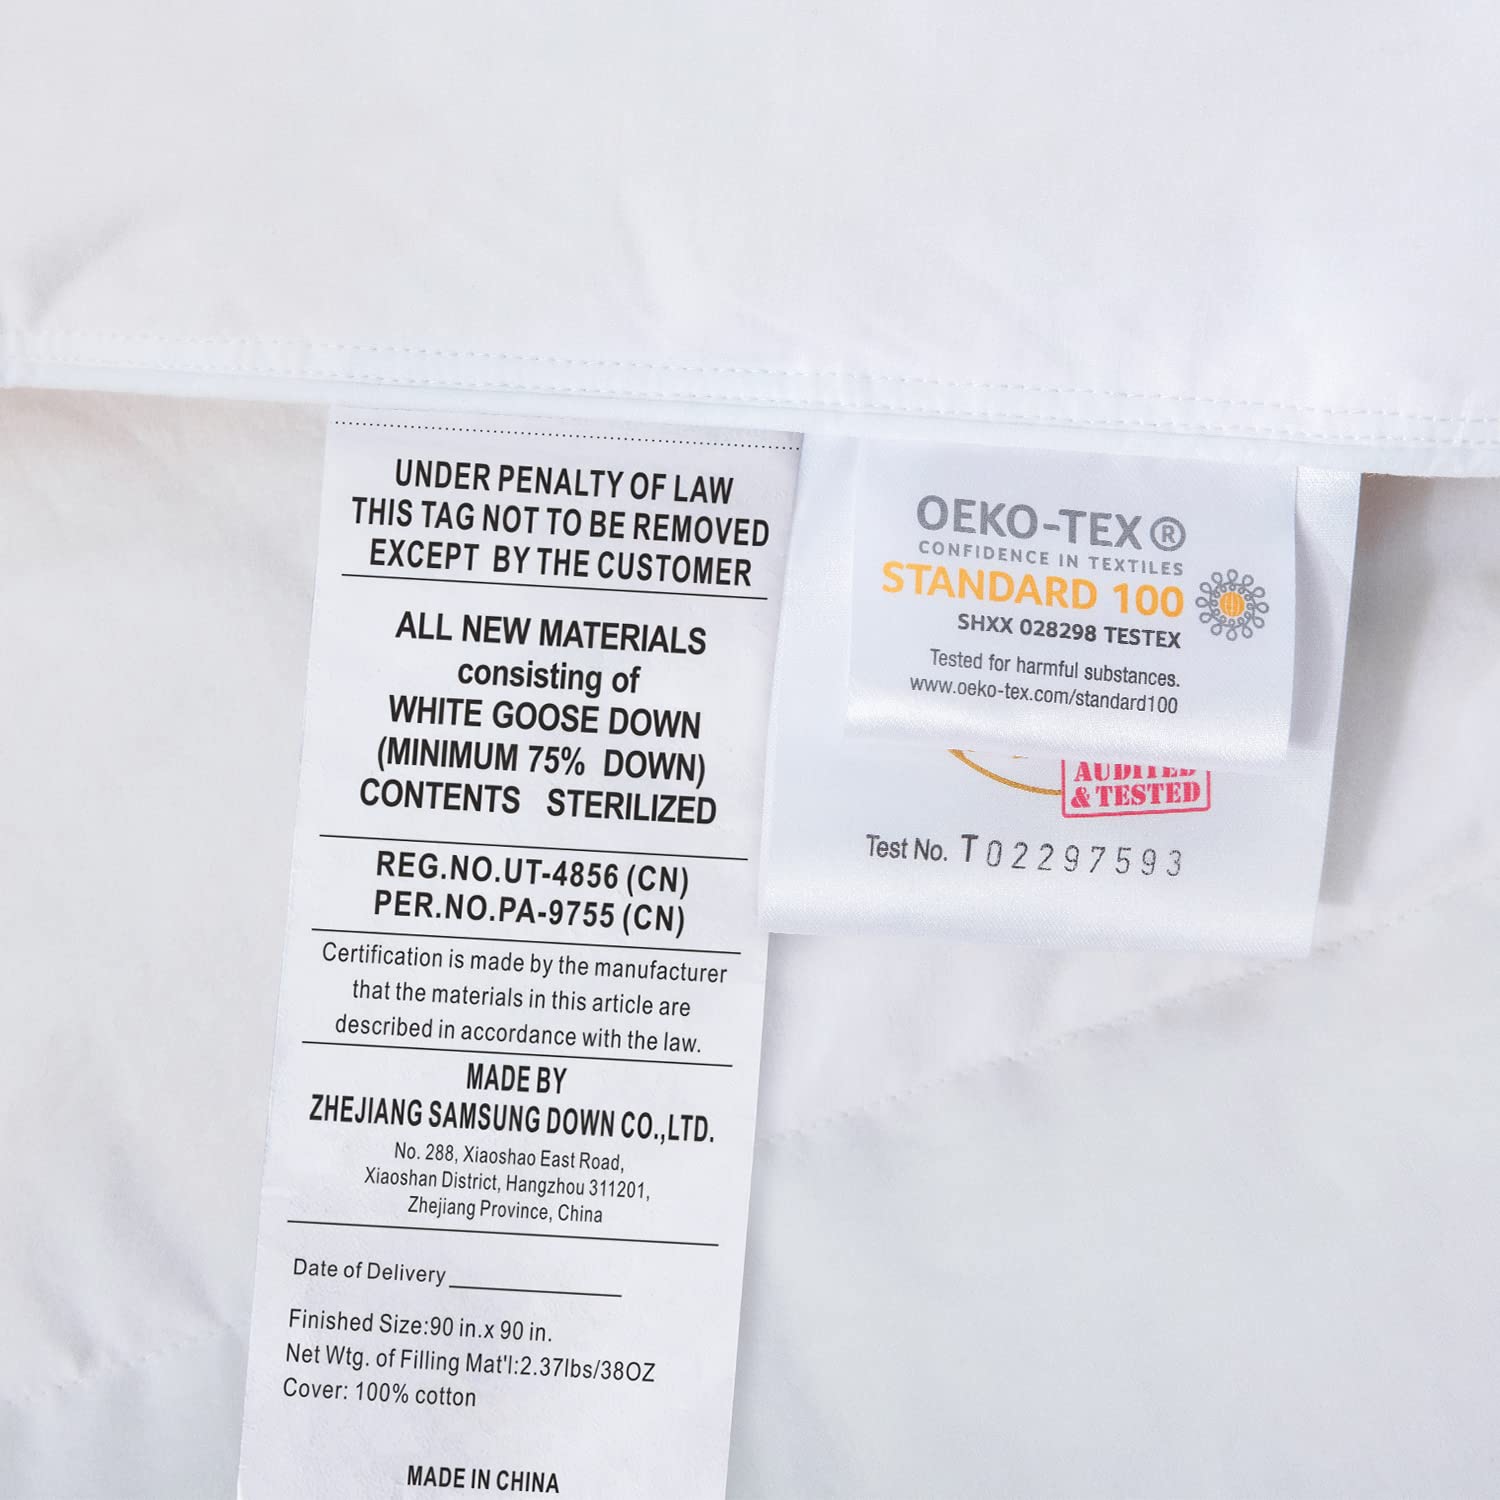 UNDER PENALTY OF LAW
THIS TAG NOT TO BE REMOVED
EXCEPT BY THE CUSTOMER
ALL NEW MATERIALS
consisting of
WHITE GOOSE DOWN
(MINIMUM 75% DOWN)
CONTENTS STERILIZED
REG.NO.UT-4856 (CN)
PER.NO.PA-9755 (CN)
Certification is made by the manufacturer
that the materials in this article are
described in accordance with the law.
MADE BY
ZHEJIANG SAMSUNG DOWN CO.,LTD.
No. 288, Xiaoshao East Road,
Xiaoshan District, Hangzhou 311201,
Zhejiang Province, China
Date of Delivery
Finished Size:90 in.x 90 in.
Net Wtg. of Filling Mat'l:2.37lbs/38OZ
Cover: 100% cotton
MADE IN CHINA
OEKO-TEX®
CONFIDENCE IN TEXTILES
STANDARD 100
SHXX 028298 TESTEX
Tested for harmful substances.
www.oeko-tex.com/standard100
AUDITED
& TESTED
Test No. T 02297593